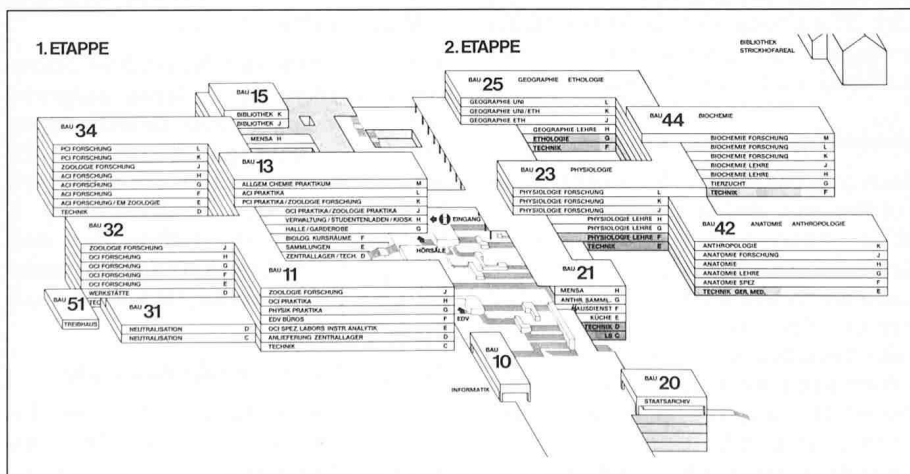 1. ETAPPE
2. ETAPPE
BIBLIOTHEK
STRICKHOFAREAL
BAU 15
BIBLIOTHEK K
BIBLIOTHEK J
MENSA H
BAU 34
PCI FORSCHUNG L
PCI FORSCHUNG K
ZOOLOGIE FORSCHUNG J
ACI FORSCHUNG H
ACI FORSCHUNG G
ACI FORSCHUNG F
ACI FORSCHUNG / EM ZOOLOGIE E
TECHNIK D
BAU 13
ALLGEM CHEMIE PRAKTIKUM M
ACI PRAKTIKA L
PCI PRAKTIKA / ZOOLOGIE FORSCHUNG K
OCI PRAKTIKA / ZOOLOGIE PRAKTIKA J
VERWALTUNG / STUDENTENLADEN / KIOSK H
HALLE / GARDEROBE G
BIOLOG KURSRÄUME F
SAMMLUNGEN E
ZENTRALLAGER / TECH. D
EINGANG
HÖRSÄLE
BAU 32
ZOOLOGIE FORSCHUNG J
OCI FORSCHUNG H
OCI FORSCHUNG G
OCI FORSCHUNG F
OCI FORSCHUNG E
WERKSTÄTTE D
BAU 51
TREIBHAUS
BAU 31
NEUTRALISATION D
NEUTRALISATION C
BAU 11
ZOOLOGIE FORSCHUNG J
OCI PRAKTIKA H
PHYSIK PRAKTIKA G
EDV BÜROS F
OCI SPEZ. LABORS INSTR. ANALYTIK E
ANLIEFERUNG ZENTRALLAGER D
TECHNIK C
EDV
BAU 10
INFORMATIK
BAU 25 GEOGRAPHIE ETHOLOGIE
GEOGRAPHIE UNI L
GEOGRAPHIE UNI / ETH K
GEOGRAPHIE ETH J
GEOGRAPHIE LEHRE H
ETHOLOGIE G
TECHNIK F
BAU 44 BIOCHEMIE
BIOCHEMIE FORSCHUNG M
BIOCHEMIE FORSCHUNG L
BIOCHEMIE FORSCHUNG K
BIOCHEMIE LEHRE J
BIOCHEMIE LEHRE H
TIERZUCHT G
TECHNIK F
BAU 23 PHYSIOLOGIE
PHYSIOLOGIE FORSCHUNG L
PHYSIOLOGIE FORSCHUNG K
PHYSIOLOGIE FORSCHUNG J
PHYSIOLOGIE LEHRE H
PHYSIOLOGIE LEHRE G
PHYSIOLOGIE LEHRE F
TECHNIK E
BAU 42 ANATOMIE ANTHROPOLOGIE
ANTHROPOLOGIE K
ANATOMIE FORSCHUNG J
ANATOMIE H
ANATOMIE LEHRE G
ANATOMIE SPEZ F
TECHNIK GER. MED. E
BAU 21
MENSA H
ANTHR. SAMML. G
HAUSDIENST F
KÜCHE E
TECHNIK D
LS C
BAU 20
STAATSARCHIV